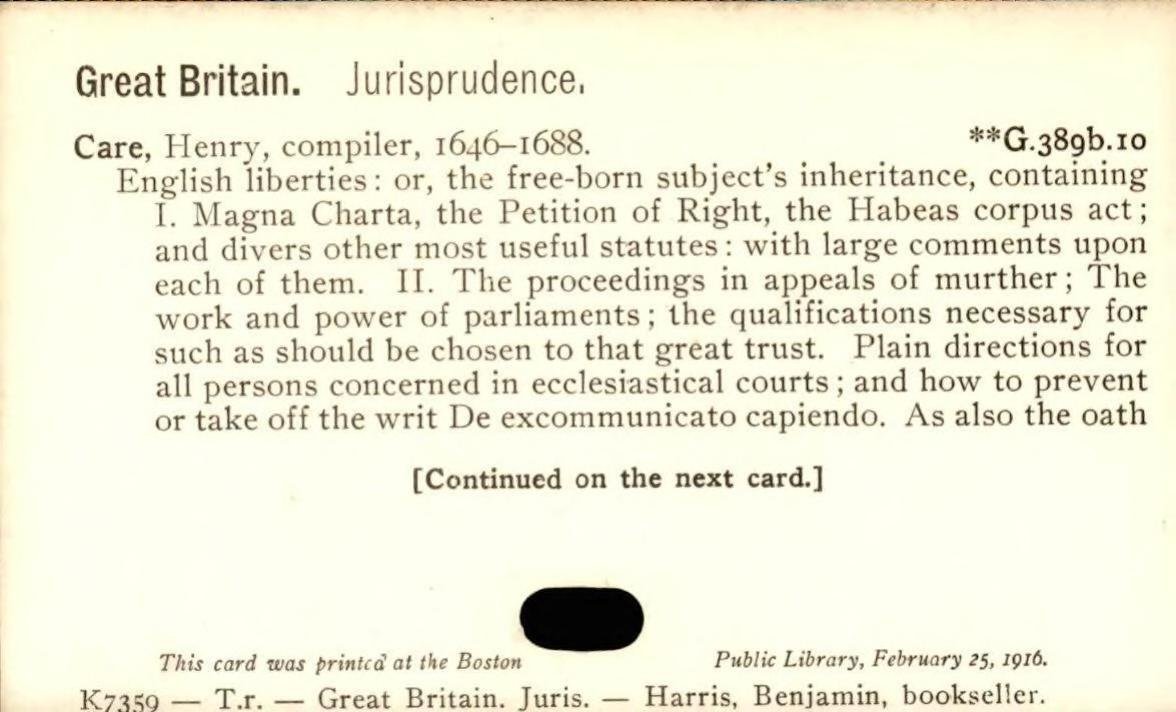 Great Britain. Jurisprudence.
Care, Henry, compiler, 1646–1688. **G.389b.10
English liberties: or, the free-born subject's inheritance, containing
I. Magna Charta, the Petition of Right, the Habeas corpus act;
and divers other most useful statutes: with large comments upon
each of them. II. The proceedings in appeals of murther; The
work and power of parliaments; the qualifications necessary for
such as should be chosen to that great trust. Plain directions for
all persons concerned in ecclesiastical courts; and how to prevent
or take off the writ De excommunicato capiendo. As also the oath
[Continued on the next card.]
This card was printed at the Boston Public Library, February 25, 1916.
K7359 — T.r. — Great Britain. Juris. — Harris, Benjamin, bookseller.